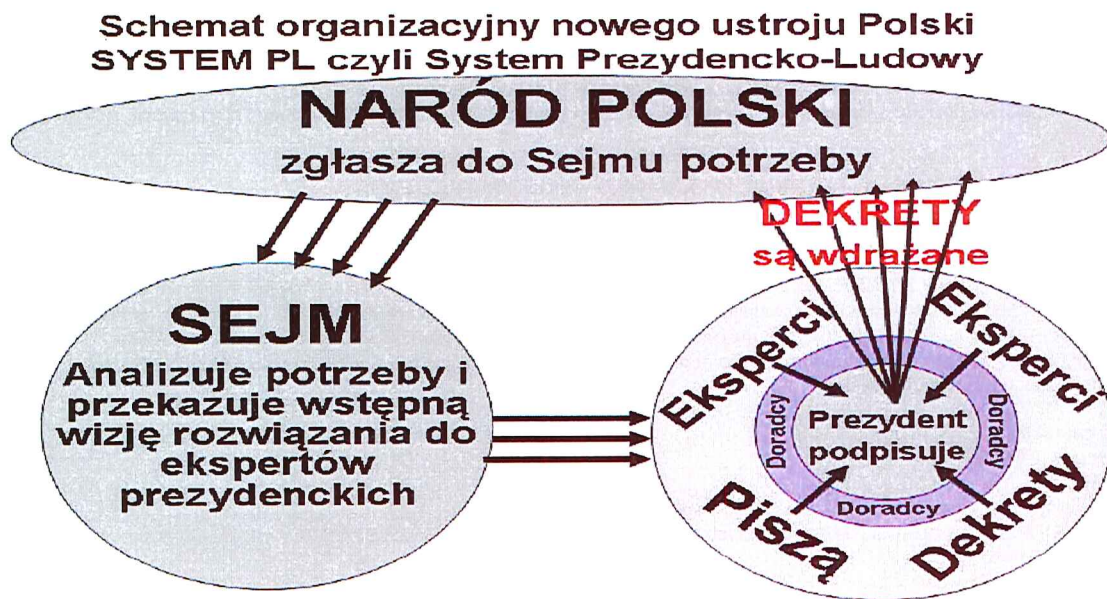 Schemat organizacyjny nowego ustroju Polski
SYSTEM PL czyli System Prezydencko-Ludowy
NARÓD POLSKI
zgłasza do Sejmu potrzeby
DEKRETY
są wdrażane
SEJM
Analizuje potrzeby i
przekazuje wstępną
wizję rozwiązania do
ekspertów
prezydenckich
Eksperci
Eksperci
Doradcy
Prezydent
podpisuje
Doradcy
Doradcy
Piszą
Dekrety